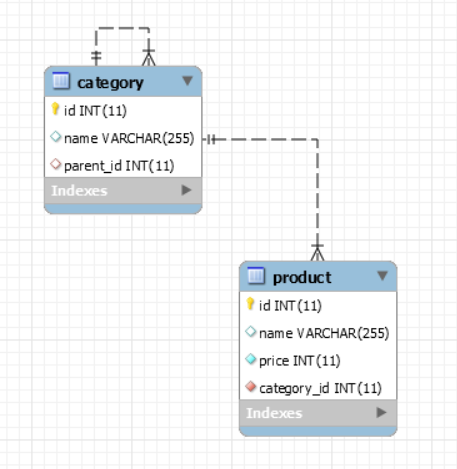 category
id INT(11)
name VARCHAR(255)
parent_id INT(11)
Indexes
product
id INT(11)
name VARCHAR(255)
price INT(11)
category_id INT(11)
Indexes